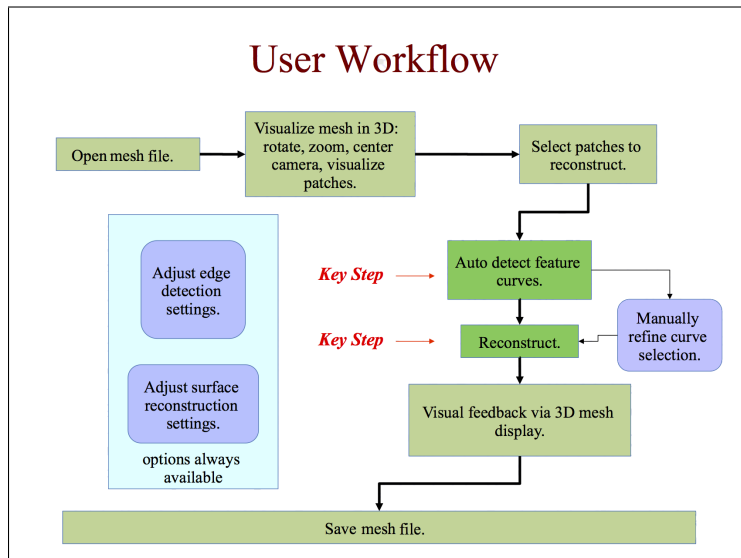 User Workflow
Open mesh file.
Visualize mesh in 3D:
rotate, zoom, center
camera, visualize
patches.
Select patches to
reconstruct.
Adjust edge
detection
settings.
Adjust surface
reconstruction
settings.
options always
available
Key Step
Auto detect feature
curves.
Key Step
Reconstruct.
Manually
refine curve
selection.
Visual feedback via 3D mesh
display.
Save mesh file.